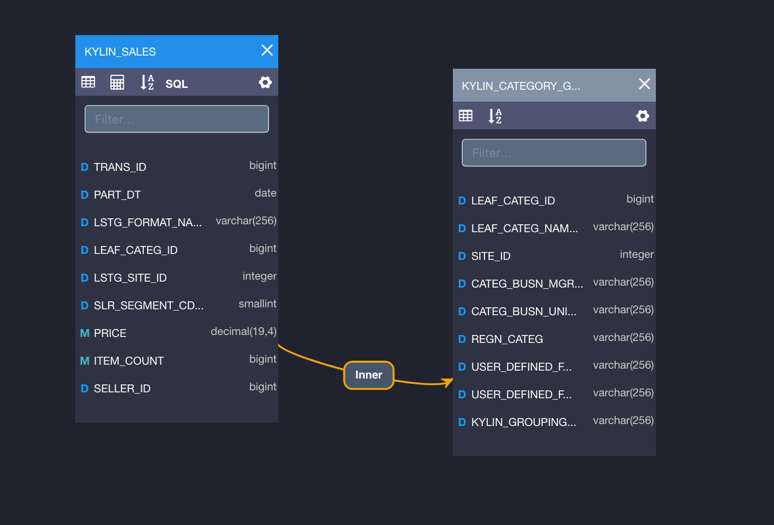 KYLIN_SALES
SQL
Filter...
D TRANS_ID bigint
D PART_DT date
D LSTG_FORMAT_NA... varchar(256)
D LEAF_CATEG_ID bigint
D LSTG_SITE_ID integer
D SLR_SEGMENT_CD... smallint
M PRICE decimal(19,4)
M ITEM_COUNT bigint
D SELLER_ID bigint
Inner
KYLIN_CATEGORY_G...
Filter...
D LEAF_CATEG_ID bigint
D LEAF_CATEG_NAM... varchar(256)
D SITE_ID integer
D CATEG_BUSN_MGR... varchar(256)
D CATEG_BUSN_UNI... varchar(256)
D REGN_CATEG varchar(256)
D USER_DEFINED_F... varchar(256)
D USER_DEFINED_F... varchar(256)
D KYLIN_GROUPING... varchar(256)